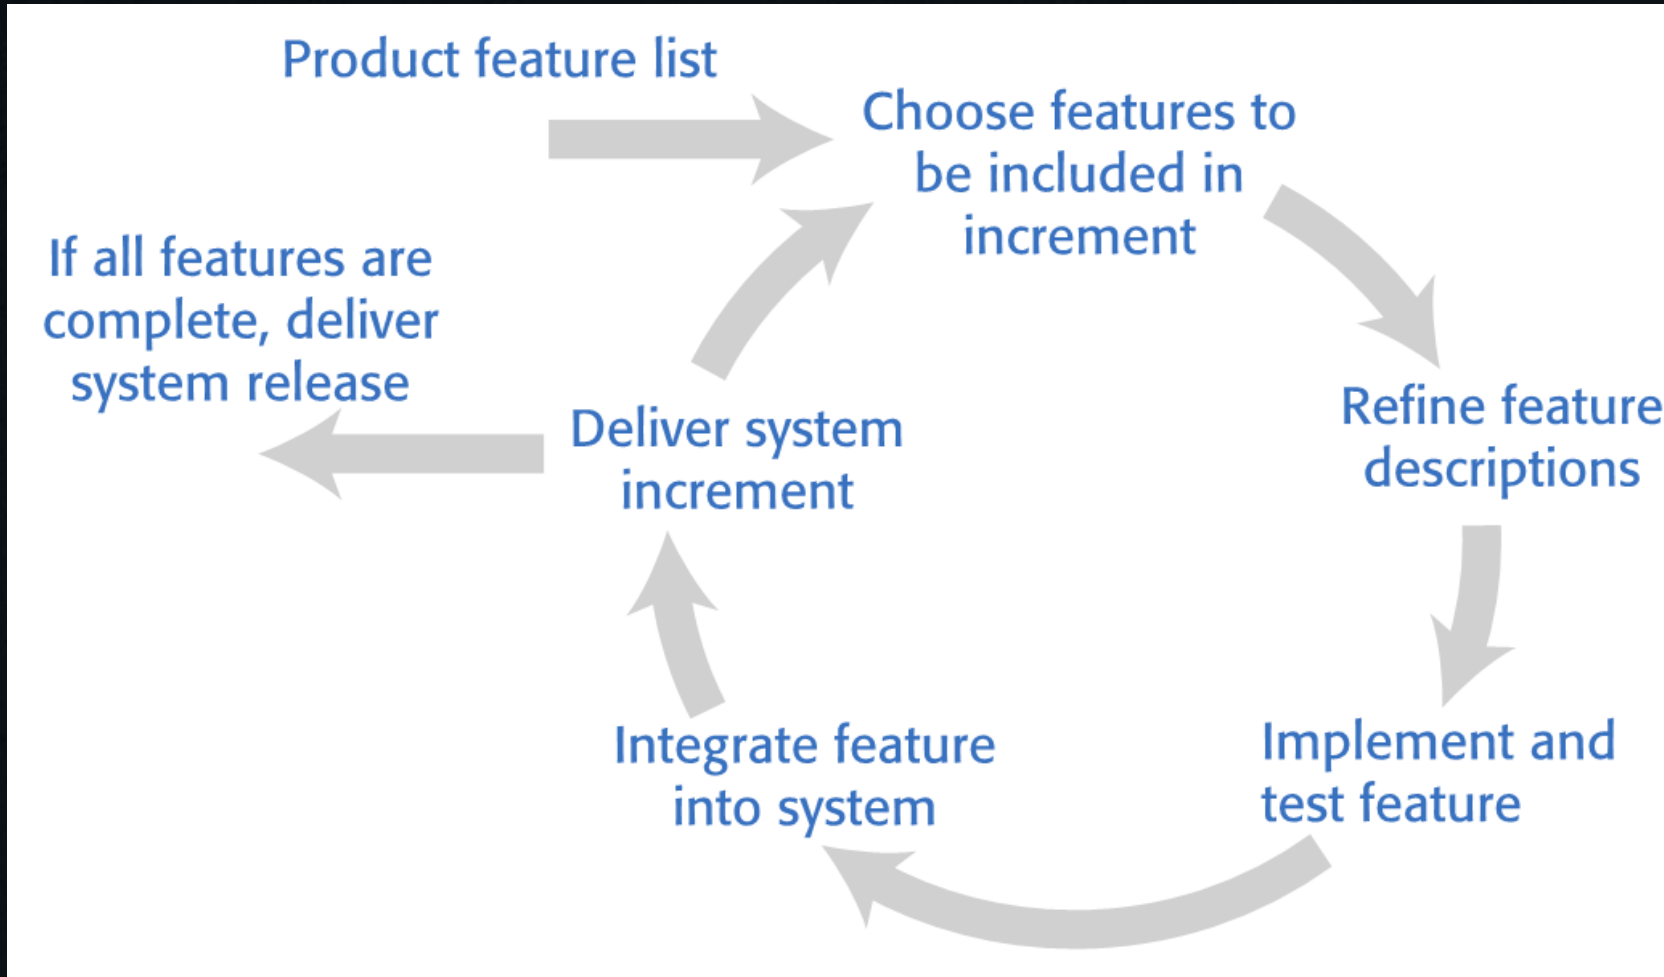 Product feature list
Choose features to
be included in
increment
If all features are
complete, deliver
system release
Refine feature
descriptions
Deliver system
increment
Integrate feature
into system
Implement and
test feature